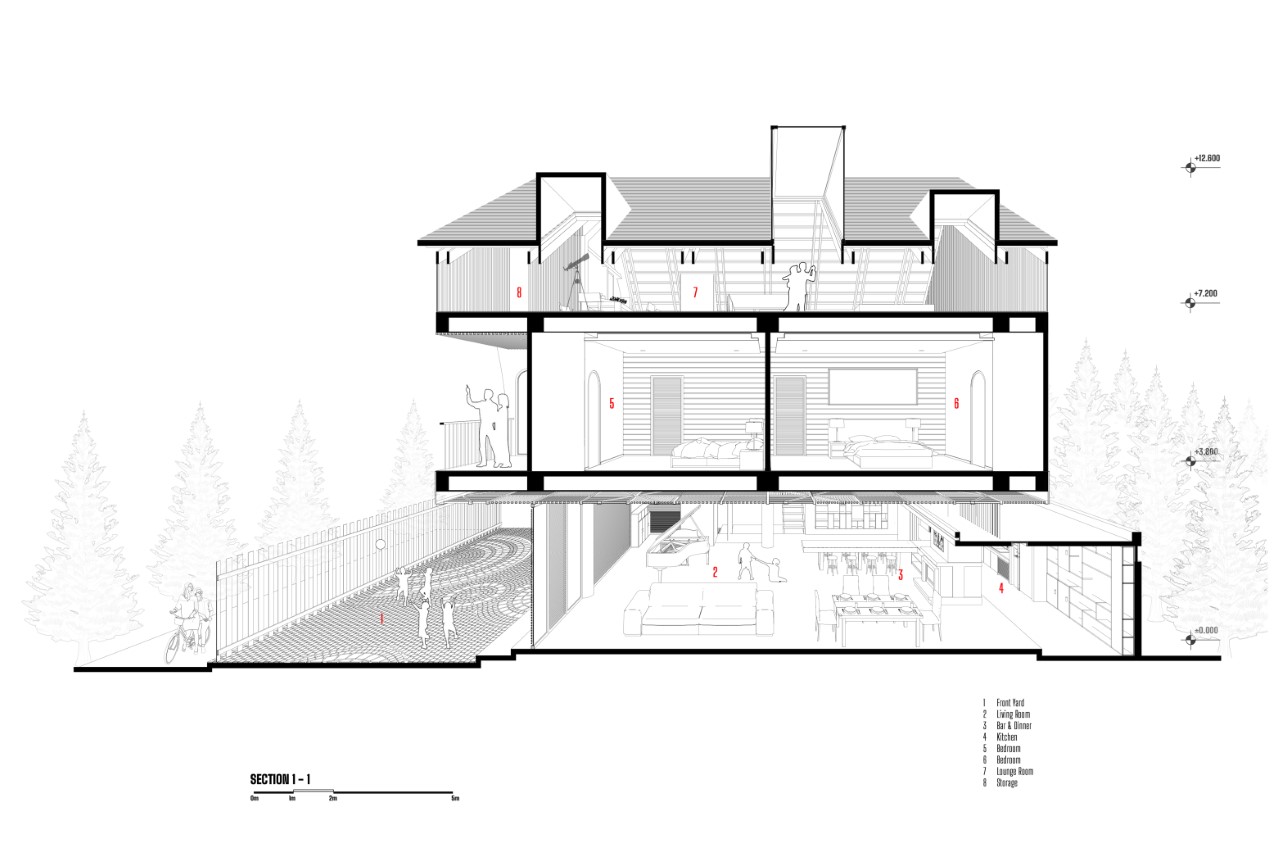 +12.600
8
7
+7.200
5
6
+3.800
2
3
4
1
+0.000
1 Front Yard
2 Living Room
3 Bar & Dinner
4 Kitchen
5 Bedroom
6 Bedroom
7 Lounge Room
8 Storage
SECTION 1 - 1
0m 1m 2m 5m